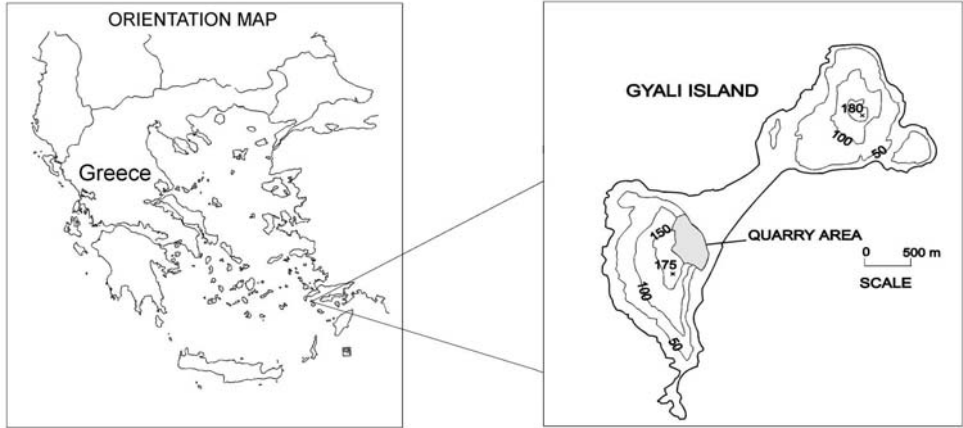 ORIENTATION MAP
Greece
GYALI ISLAND
180
100
50
150
QUARRY AREA
175
0 500 m
SCALE
100
50